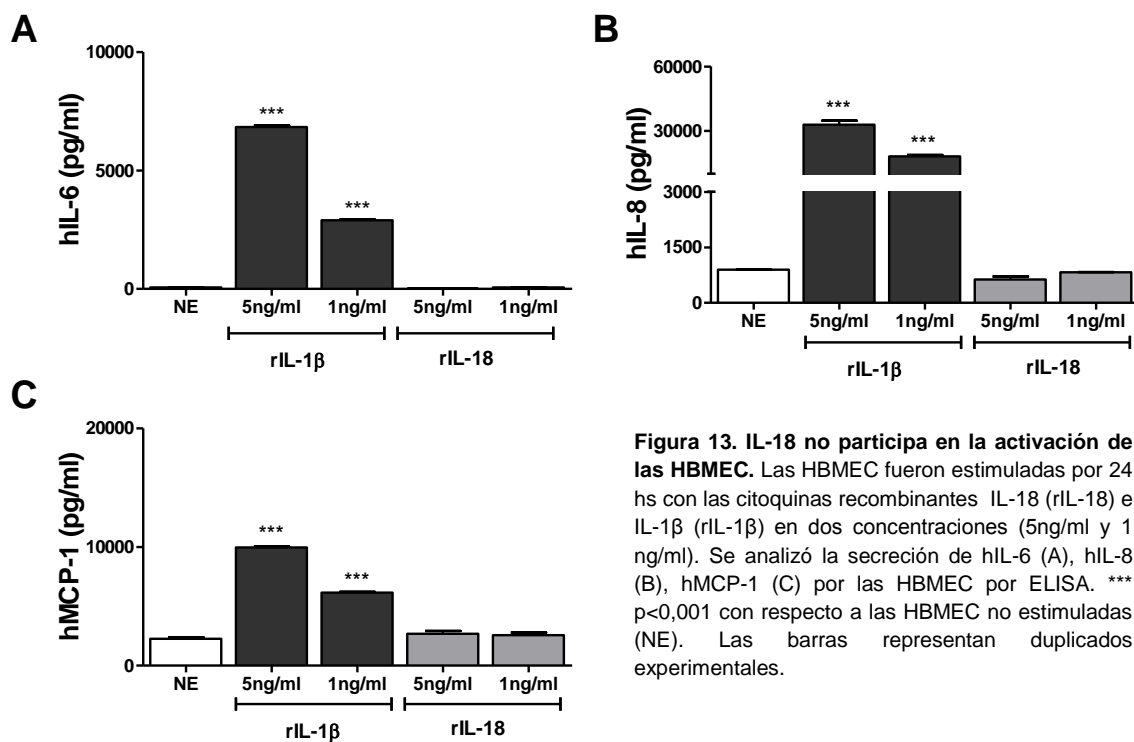 A
10000
5000
0
hIL-6 (pg/ml)
***
***
NE 5ng/ml 1ng/ml 5ng/ml 1ng/ml
rIL-1β rIL-18
B
60000
30000
3000
1500
0
hIL-8 (pg/ml)
***
***
NE 5ng/ml 1ng/ml 5ng/ml 1ng/ml
rIL-1β rIL-18
C
20000
10000
0
hMCP-1 (pg/ml)
***
***
NE 5ng/ml 1ng/ml 5ng/ml 1ng/ml
rIL-1β rIL-18
Figura 13. IL-18 no participa en la activación de
las HBMEC. Las HBMEC fueron estimuladas por 24
hs con las citoquinas recombinantes IL-18 (rIL-18) e
IL-1β (rIL-1β) en dos concentraciones (5ng/ml y 1
ng/ml). Se analizó la secreción de hIL-6 (A), hIL-8
(B), hMCP-1 (C) por las HBMEC por ELISA. ***
p<0,001 con respecto a las HBMEC no estimuladas
(NE). Las barras representan duplicados
experimentales.